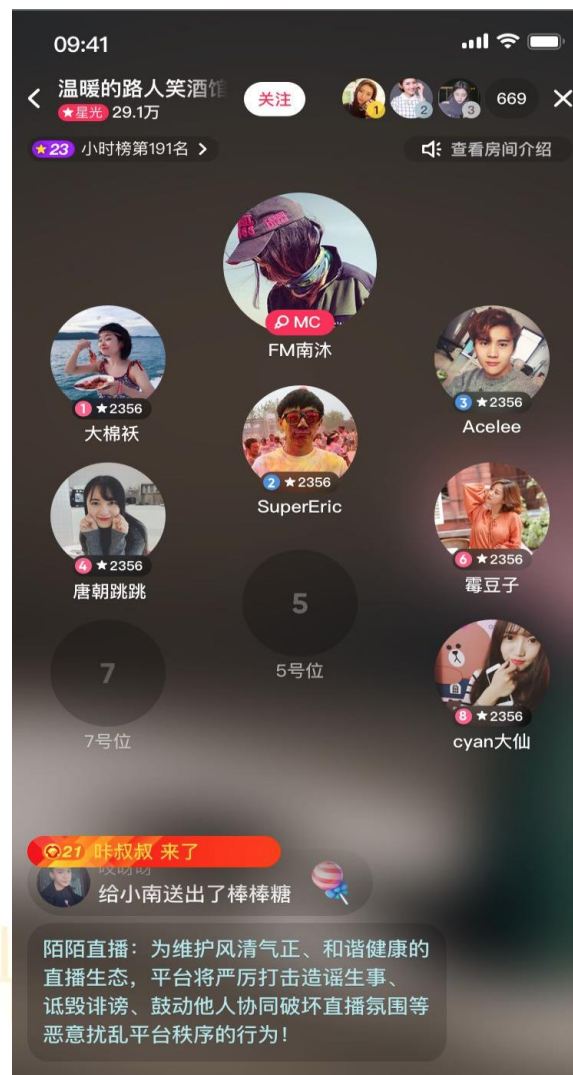 09:41
温暖的路人笑酒馆
星光 29.1万
关注
1
2
3
669
23 小时榜第191名
查看房间介绍
MC
FM南沐
1 ★2356
大棉袄
3 ★2356
Acelee
2 ★2356
SuperEric
4 ★2356
唐朝跳跳
6 ★2356
霉豆子
5
5号位
7
7号位
8 ★2356
cyan大仙
21 咔叔叔 来了
给小南送出了棒棒糖
陌陌直播：为维护风清气正、和谐健康的
直播生态，平台将严厉打击造谣生事、
诋毁诽谤、鼓动他人协同破坏直播氛围等
恶意扰乱平台秩序的行为！